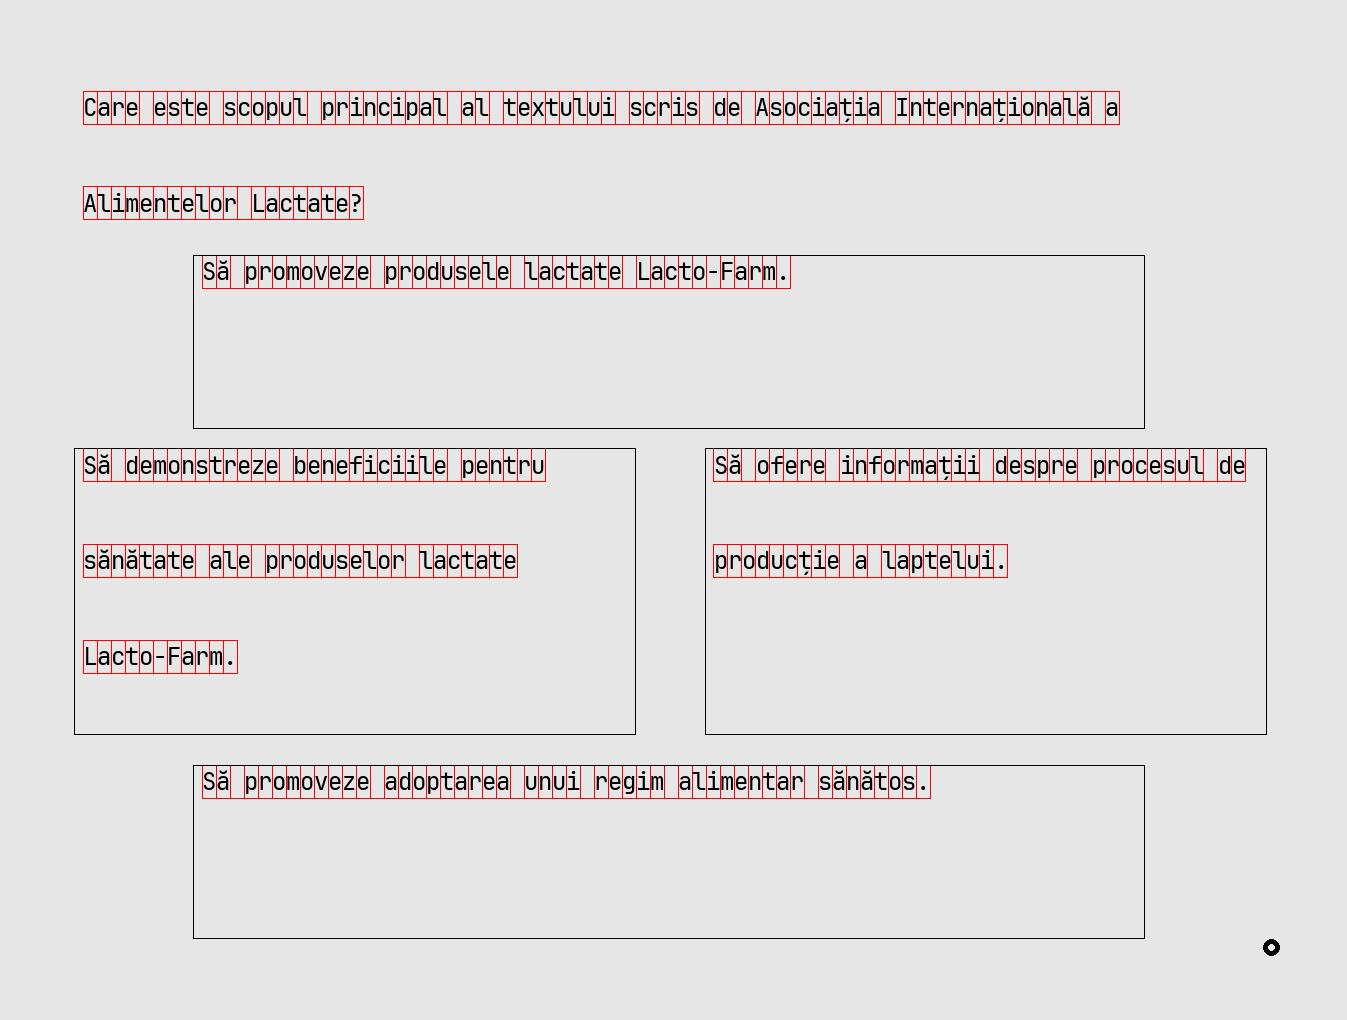 Care este scopul principal al textului scris de Asociația Internațională a
Alimentelor Lactate?
Să promoveze produsele lactate Lacto-Farm.
Să demonstreze beneficiile pentru
sănătate ale produselor lactate
Lacto-Farm.
Să ofere informații despre procesul de
producție a laptelui.
Să promoveze adoptarea unui regim alimentar sănătos.